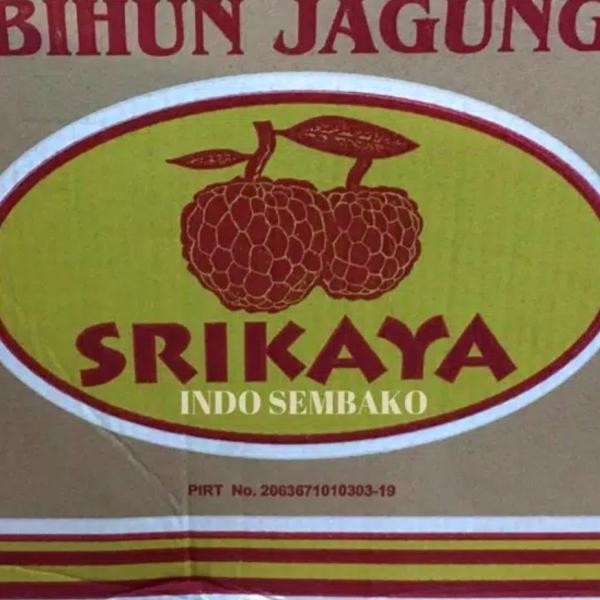 BIHUN JAGUNG
SRIKAYA
INDO SEMBAKO
PIRT No. 2063671010303-19